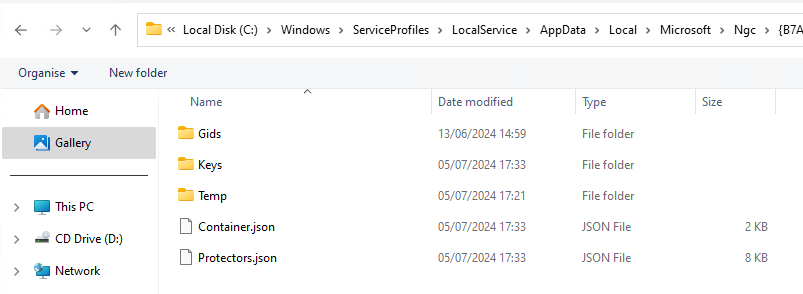 « Local Disk (C:) > Windows > ServiceProfiles > LocalService > AppData > Local > Microsoft > Ngc > {B7A
Organise New folder
Name Date modified Type Size
Home
Gallery
This PC
CD Drive (D:)
Network
Gids 13/06/2024 14:59 File folder
Keys 05/07/2024 17:33 File folder
Temp 05/07/2024 17:21 File folder
Container.json 05/07/2024 17:33 JSON File 2 KB
Protectors.json 05/07/2024 17:33 JSON File 8 KB